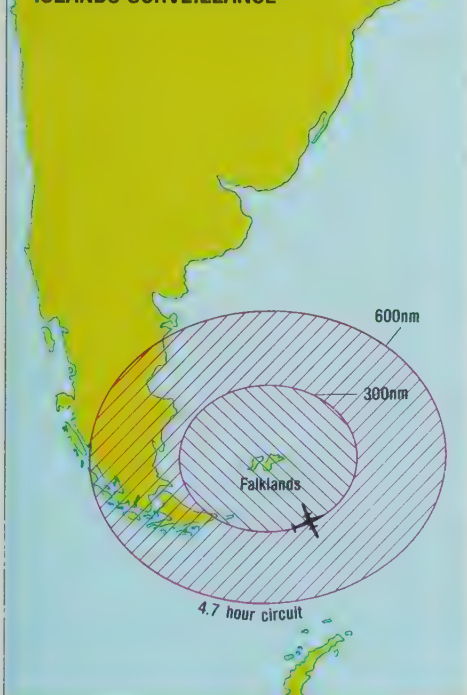 ISLANDS SURVEILLANCE
600nm
300nm
Falklands
4.7 hour circuit